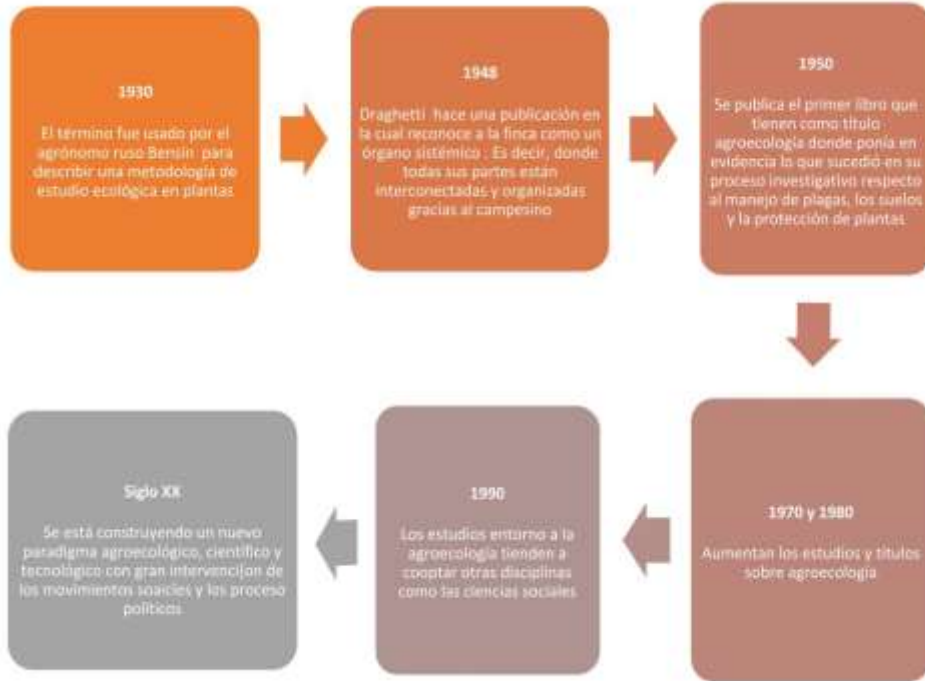 1930
El término fue usado por el
agrónomo ruso Bensin para
describir una metodología de
estudio ecológico en plantas
1948
Draghetti hace una publicación en
la cual reconoce a la finca como un
órgano sistémico : Es decir, donde
todas sus partes están
interconectadas y organizadas
gracias al campesino
1950
Se publica el primer libro que
tienen como título
agroecología donde ponía en
evidencia lo que sucedió en su
proceso investigativo respecto
al manejo de plagas, los suelos
y la protección de plantas
1970 y 1980
Aumentan los estudios y títulos
sobre agroecología
1990
Los estudios entorno a la
agroecología tienden a
cooptar otras disciplinas
como las ciencias sociales
Siglo XX
Se está construyendo un nuevo
paradigma agroecológico, científico y
tecnológico con gran intervencijon de
los movimientos soaicles y los proceso
políticos